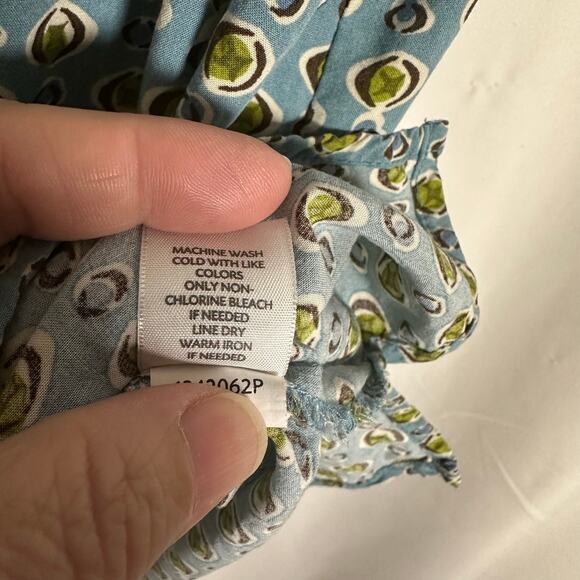 MACHINE WASH
COLD WITH LIKE
COLORS
ONLY NON-
CHLORINE BLEACH
IF NEEDED
LINE DRY
WARM IRON
IF NEEDED